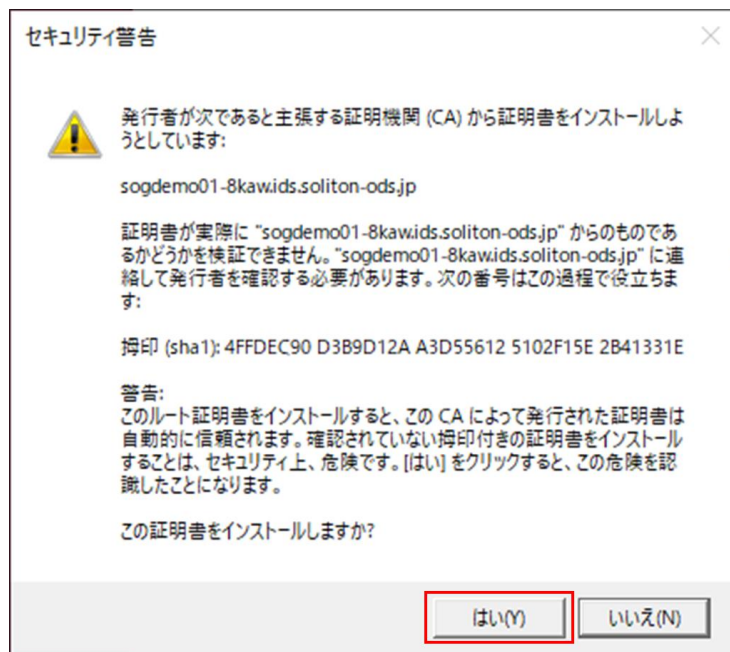 セキュリティ警告
発行者が次であると主張する証明機関 (CA) から証明書をインストールしよ
うとしています:
sogdemo01-8kaw.ids.soliton-ods.jp
証明書が実際に "sogdemo01-8kaw.ids.soliton-ods.jp" からのものであ
るかどうかを検証できません。"sogdemo01-8kaw.ids.soliton-ods.jp" に連
絡して発行者を確認する必要があります。次の番号はこの過程で役立ちま
す:
拇印 (sha1): 4FFDEC90 D3B9D12A A3D55612 5102F15E 2B41331E
警告:
このルート証明書をインストールすると、この CA によって発行された証明書は
自動的に信頼されます。確認されていない拇印付きの証明書をインストール
することは、セキュリティ上、危険です。[はい] をクリックすると、この危険を認
識したことになります。
この証明書をインストールしますか?
はい(Y)
いいえ(N)